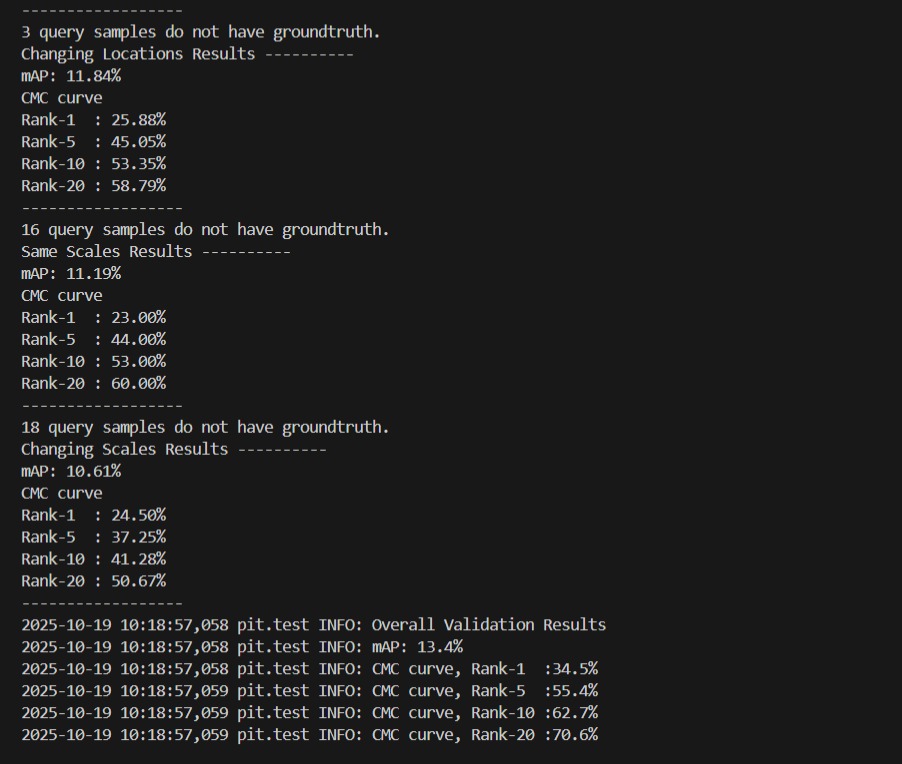 ------------------
3 query samples do not have groundtruth.
Changing Locations Results ----------
mAP: 11.84%
CMC curve
Rank-1  : 25.88%
Rank-5  : 45.05%
Rank-10 : 53.35%
Rank-20 : 58.79%
------------------
16 query samples do not have groundtruth.
Same Scales Results ----------
mAP: 11.19%
CMC curve
Rank-1  : 23.00%
Rank-5  : 44.00%
Rank-10 : 53.00%
Rank-20 : 60.00%
------------------
18 query samples do not have groundtruth.
Changing Scales Results ----------
mAP: 10.61%
CMC curve
Rank-1  : 24.50%
Rank-5  : 37.25%
Rank-10 : 41.28%
Rank-20 : 50.67%
------------------
2025-10-19 10:18:57,058 pit.test INFO: Overall Validation Results
2025-10-19 10:18:57,058 pit.test INFO: mAP: 13.4%
2025-10-19 10:18:57,058 pit.test INFO: CMC curve, Rank-1  :34.5%
2025-10-19 10:18:57,059 pit.test INFO: CMC curve, Rank-5  :55.4%
2025-10-19 10:18:57,059 pit.test INFO: CMC curve, Rank-10 :62.7%
2025-10-19 10:18:57,059 pit.test INFO: CMC curve, Rank-20 :70.6%